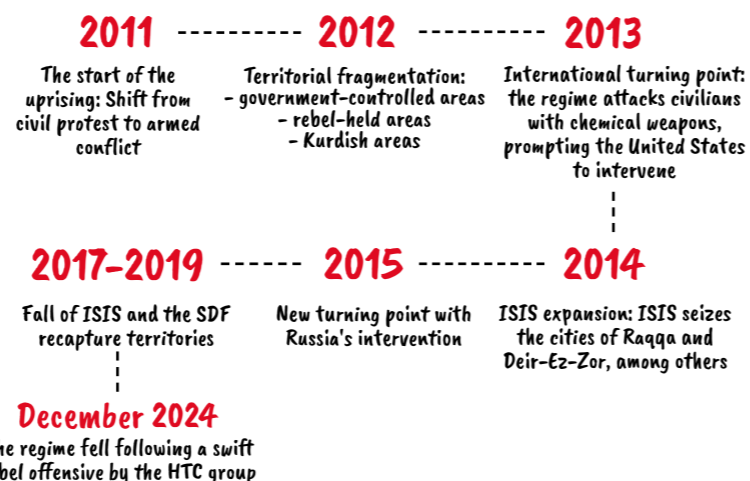 2011
The start of the
uprising: Shift from
civil protest to armed
conflict
2012
Territorial fragmentation:
- government-controlled areas
- rebel-held areas
- Kurdish areas
2013
International turning point:
the regime attacks civilians
with chemical weapons,
prompting the United States
to intervene
2014
ISIS expansion: ISIS seizes
the cities of Raqqa and
Deir-Ez-Zor, among others
2015
New turning point with
Russia's intervention
2017-2019
Fall of ISIS and the SDF
recapture territories
December 2024
regime fell following a swift
offensive by the HTC group